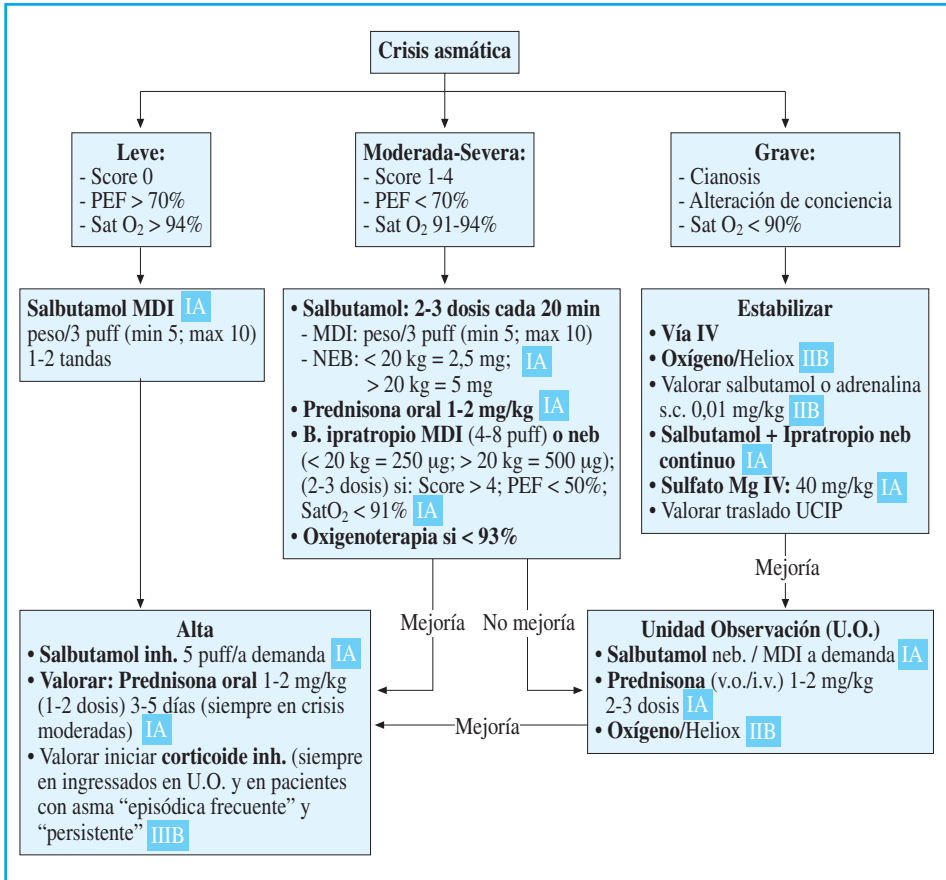 Crisis asmática
Leve:
- Score 0
- PEF > 70%
- Sat O₂ > 94%
Moderada-Severa:
- Score 1-4
- PEF < 70%
- Sat O₂ 91-94%
Grave:
- Cianosis
- Alteración de conciencia
- Sat O₂ < 90%
Salbutamol MDI IA
peso/3 puff (min 5; max 10)
1-2 tandas
• Salbutamol: 2-3 dosis cada 20 min
- MDI: peso/3 puff (min 5; max 10)
- NEB: < 20 kg = 2,5 mg; IA
> 20 kg = 5 mg
• Prednisona oral 1-2 mg/kg IA
• B. ipratropio MDI (4-8 puff) o neb
(< 20 kg = 250 µg; > 20 kg = 500 µg);
(2-3 dosis) si: Score > 4; PEF < 50%;
SatO₂ < 91% IA
• Oxigenoterapia si < 93%
Estabilizar
• Vía IV
• Oxígeno/Heliox IIB
• Valorar salbutamol o adrenalina
s.c. 0,01 mg/kg IIB
• Salbutamol + Ipratropio neb
continuo IA
• Sulfato Mg IV: 40 mg/kg IA
• Valorar traslado UCIP
Mejoría
No mejoría
Mejoría
Alta
• Salbutamol inh. 5 puff/a demanda IA
• Valorar: Prednisona oral 1-2 mg/kg
(1-2 dosis) 3-5 días (siempre en crisis
moderadas) IA
• Valorar iniciar corticoide inh. (siempre
en ingressados en U.O. y en pacientes
con asma “episódica frecuente” y
“persistente” IIIB
Mejoría
Unidad Observación (U.O.)
• Salbutamol neb. / MDI a demanda IA
• Prednisona (v.o./i.v.) 1-2 mg/kg
2-3 dosis IA
• Oxígeno/Heliox IIB